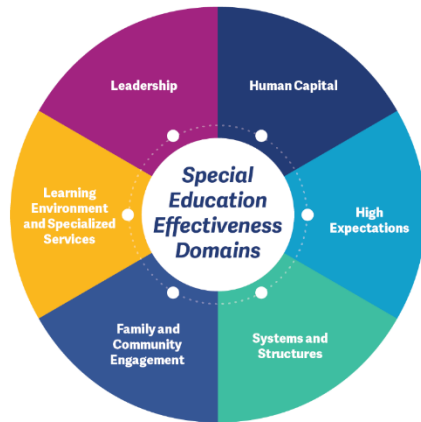 Leadership
Human Capital
Learning
Environment
and Specialized
Services
Special
Education
Effectiveness
Domains
High
Expectations
Family and
Community
Engagement
Systems and
Structures